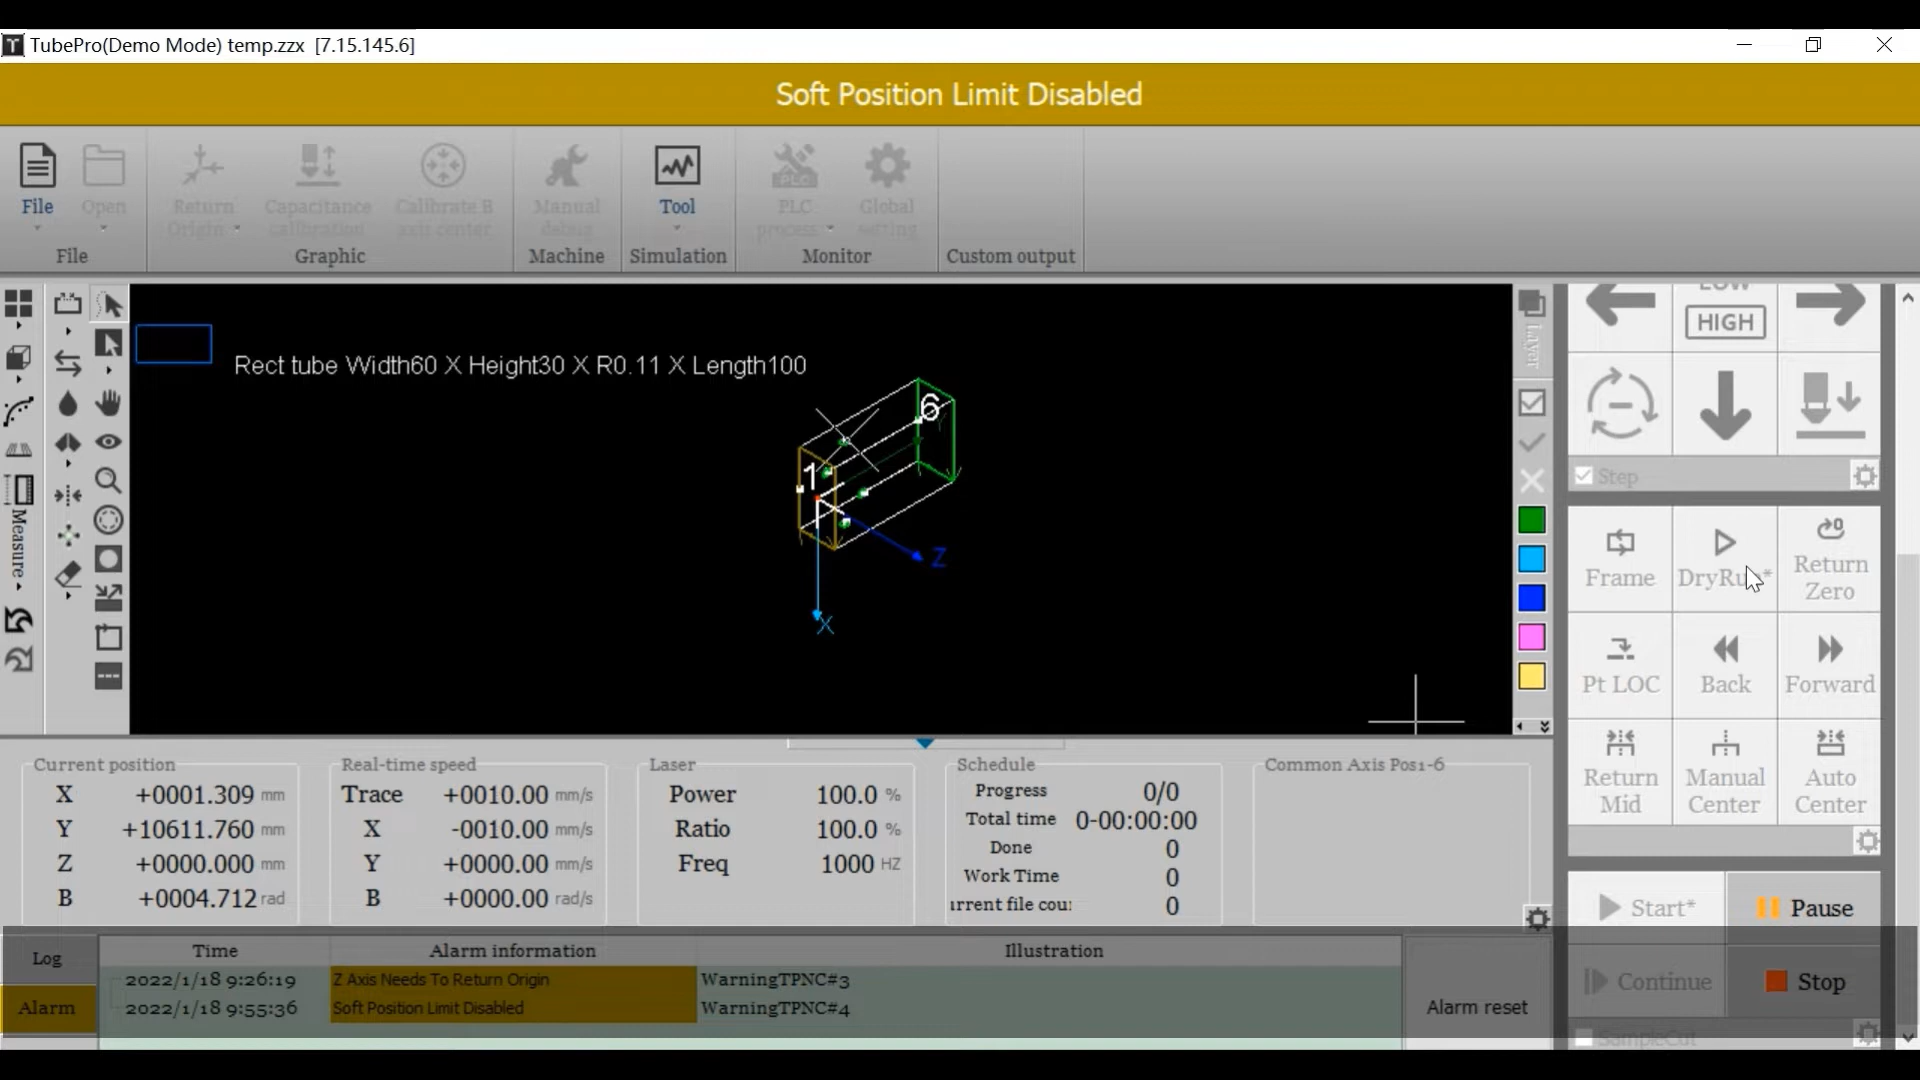 TubePro(Demo Mode) temp.zzx [7.15.145.6]
Soft Position Limit Disabled
File
Open
Return Origin
Capacitance calibration
Calibrate B axis center
Manual debug
Tool
PLC
PLC process
Global setting
File
Graphic
Machine
Simulation
Monitor
Custom output
Measure
Rect tube Width60 X Height30 X R0.11 X Length100
6
1
Z
X
Layer
LOW
HIGH
Step
Frame
Return Zero
Pt LOC
Back
Forward
Return Mid
Manual Center
Auto Center
Start*
Pause
Continue
Stop
SampleCut
Current position
X +0001.309 mm
Y +10611.760 mm
Z +0000.000 mm
B +0004.712 rad
Real-time speed
Trace +0010.00 mm/s
X -0010.00 mm/s
Y +0000.00 mm/s
B +0000.00 rad/s
Laser
Power 100.0 %
Ratio 100.0 %
Freq 1000 HZ
Schedule
Progress 0/0
Total time 0-00:00:00
Done 0
Work Time 0
urrent file cou: 0
Common Axis Pos1-6
Log
Alarm
Time Alarm information Illustration
2022/1/18 9:26:19 Z Axis Needs To Return Origin WarningTPNC#3
2022/1/18 9:55:36 Soft Position Limit Disabled WarningTPNC#4
Alarm reset